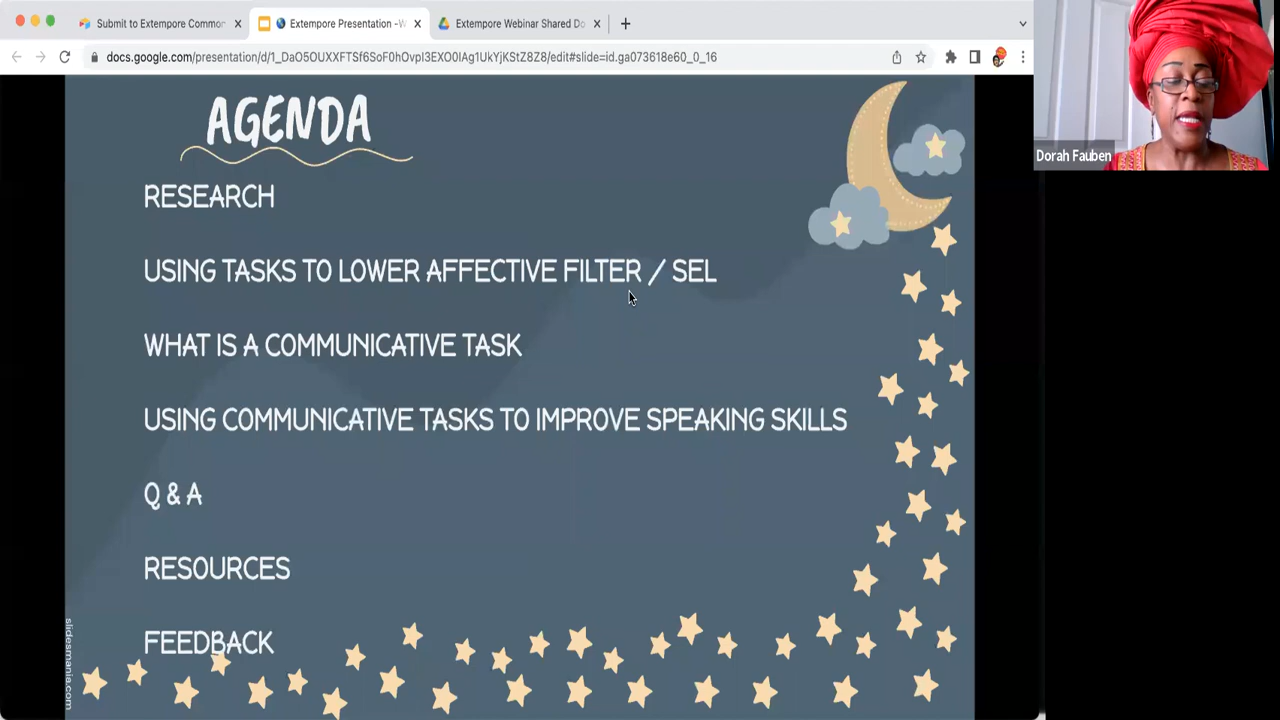 Submit to Extempore Commor
Extempore Presentation - W
Extempore Webinar Shared Do
docs.google.com/presentation/d/1_DaO5OUXXFTSf6SoF0hOvpI3EXO0IAg1UkYjKStZ8Z8/edit#slide=id.ga073618e60_0_16
Dorah Fauben
AGENDA
RESEARCH
USING TASKS TO LOWER AFFECTIVE FILTER / SEL
WHAT IS A COMMUNICATIVE TASK
USING COMMUNICATIVE TASKS TO IMPROVE SPEAKING SKILLS
Q & A
RESOURCES
FEEDBACK
slidesmania.com